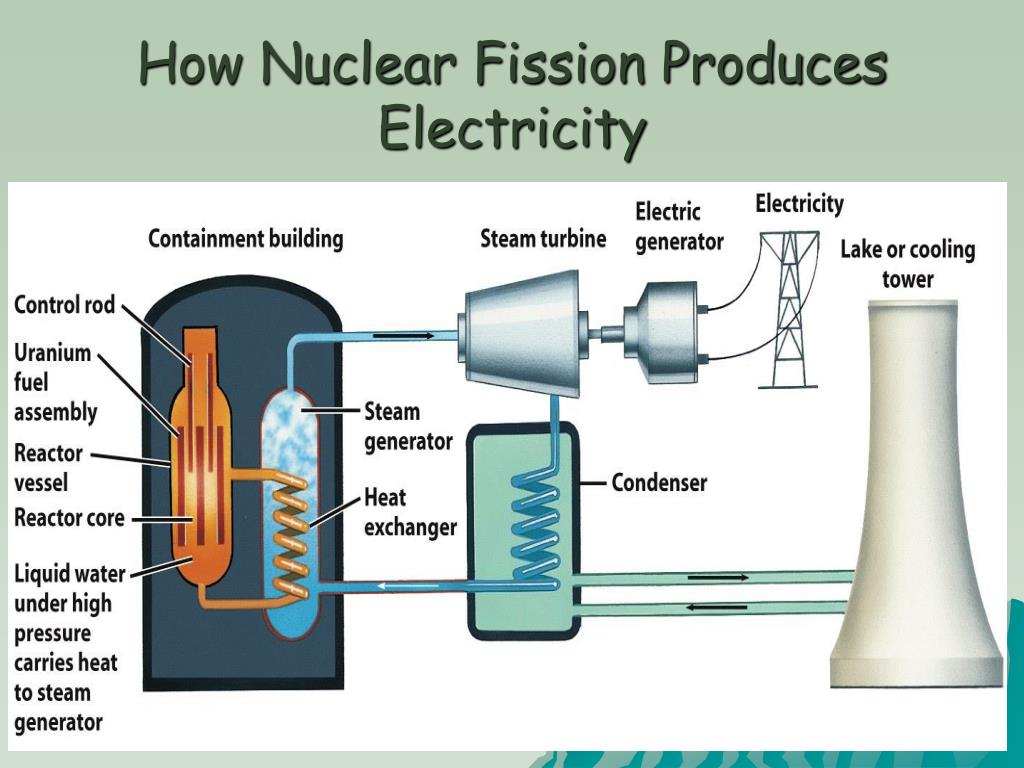 How Nuclear Fission Produces
Electricity
Containment building
Steam turbine
Electric
generator
Electricity
Lake or cooling
tower
Control rod
Uranium
fuel
assembly
Reactor
vessel
Reactor core
Liquid water
under high
pressure
carries heat
to steam
generator
Steam
generator
Heat
exchanger
Condenser